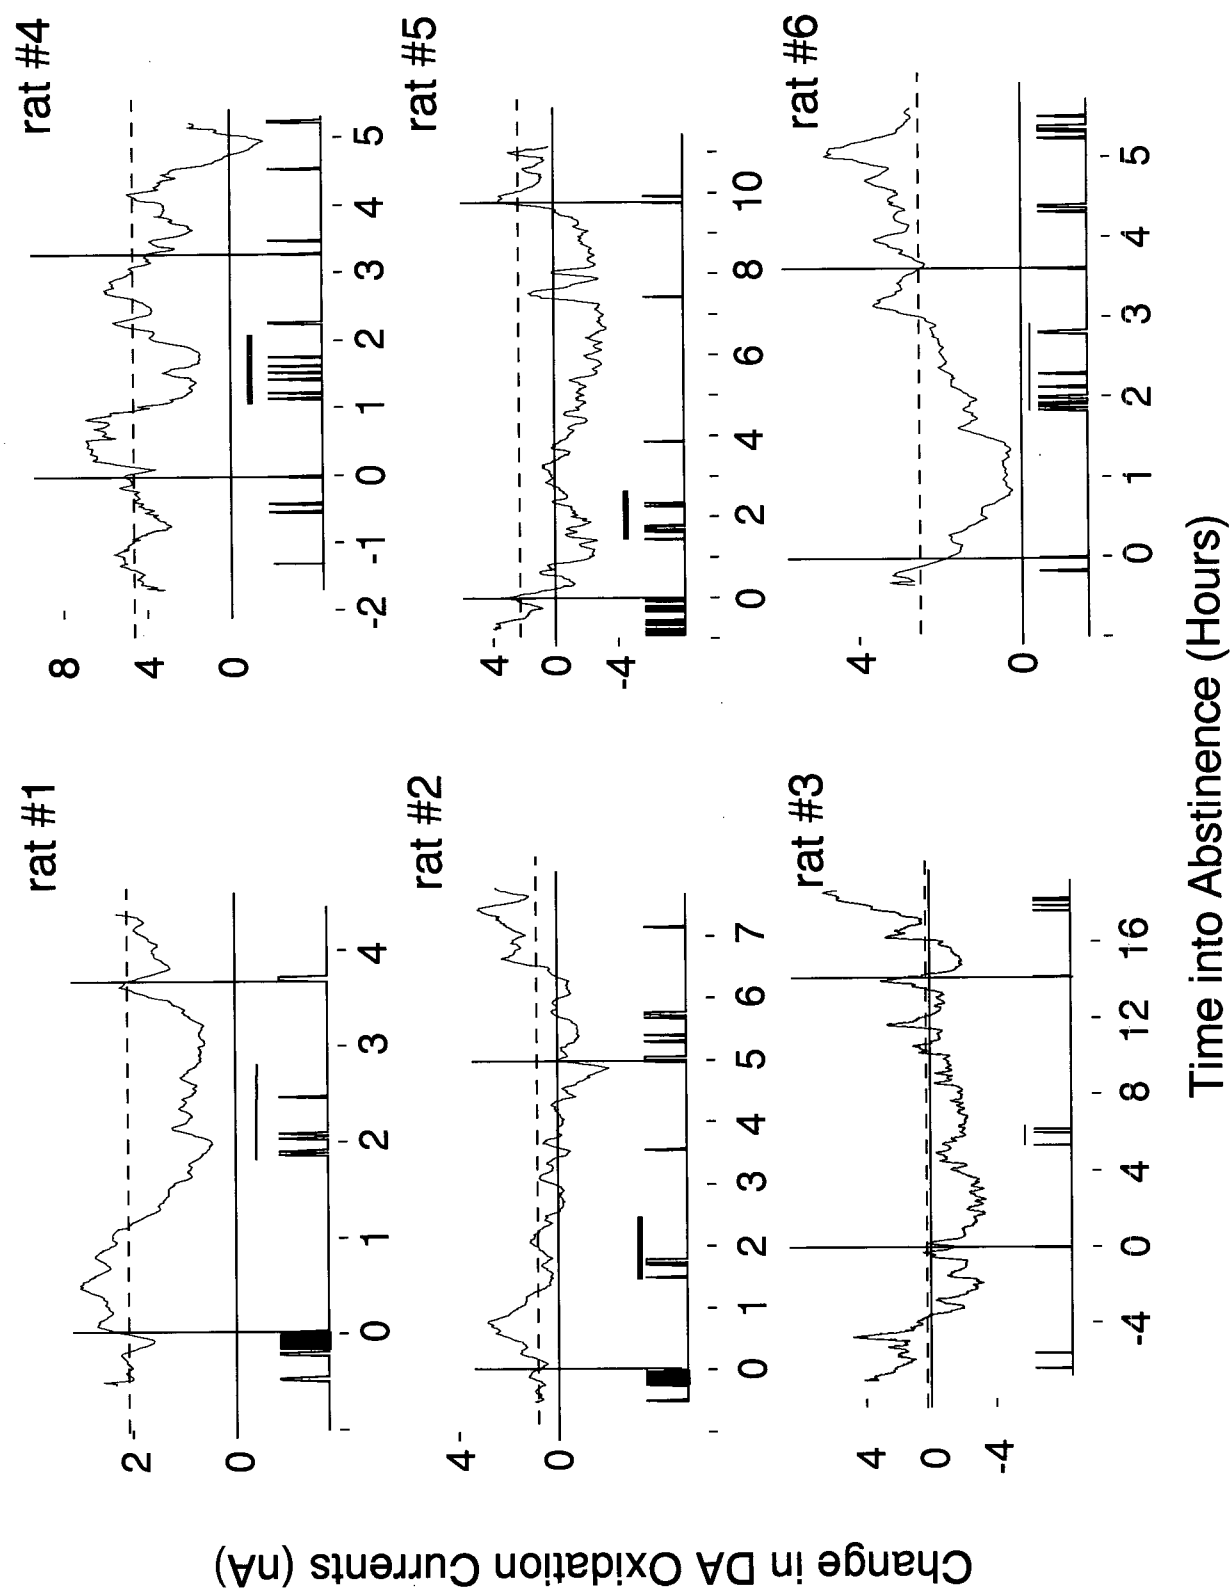 Change in DA Oxidation Currents (nA)
rat #1
2
0
0 1 2 3 4
rat #2
4
0
0 1 2 3 4 5 6 7
rat #3
4
0
-4
-4 0 4 8 12 16
rat #4
8
4
0
-2 -1 0 1 2 3 4 5
rat #5
4
0
-4
0 2 4 6 8 10
rat #6
4
0
0 1 2 3 4 5
Time into Abstinence (Hours)